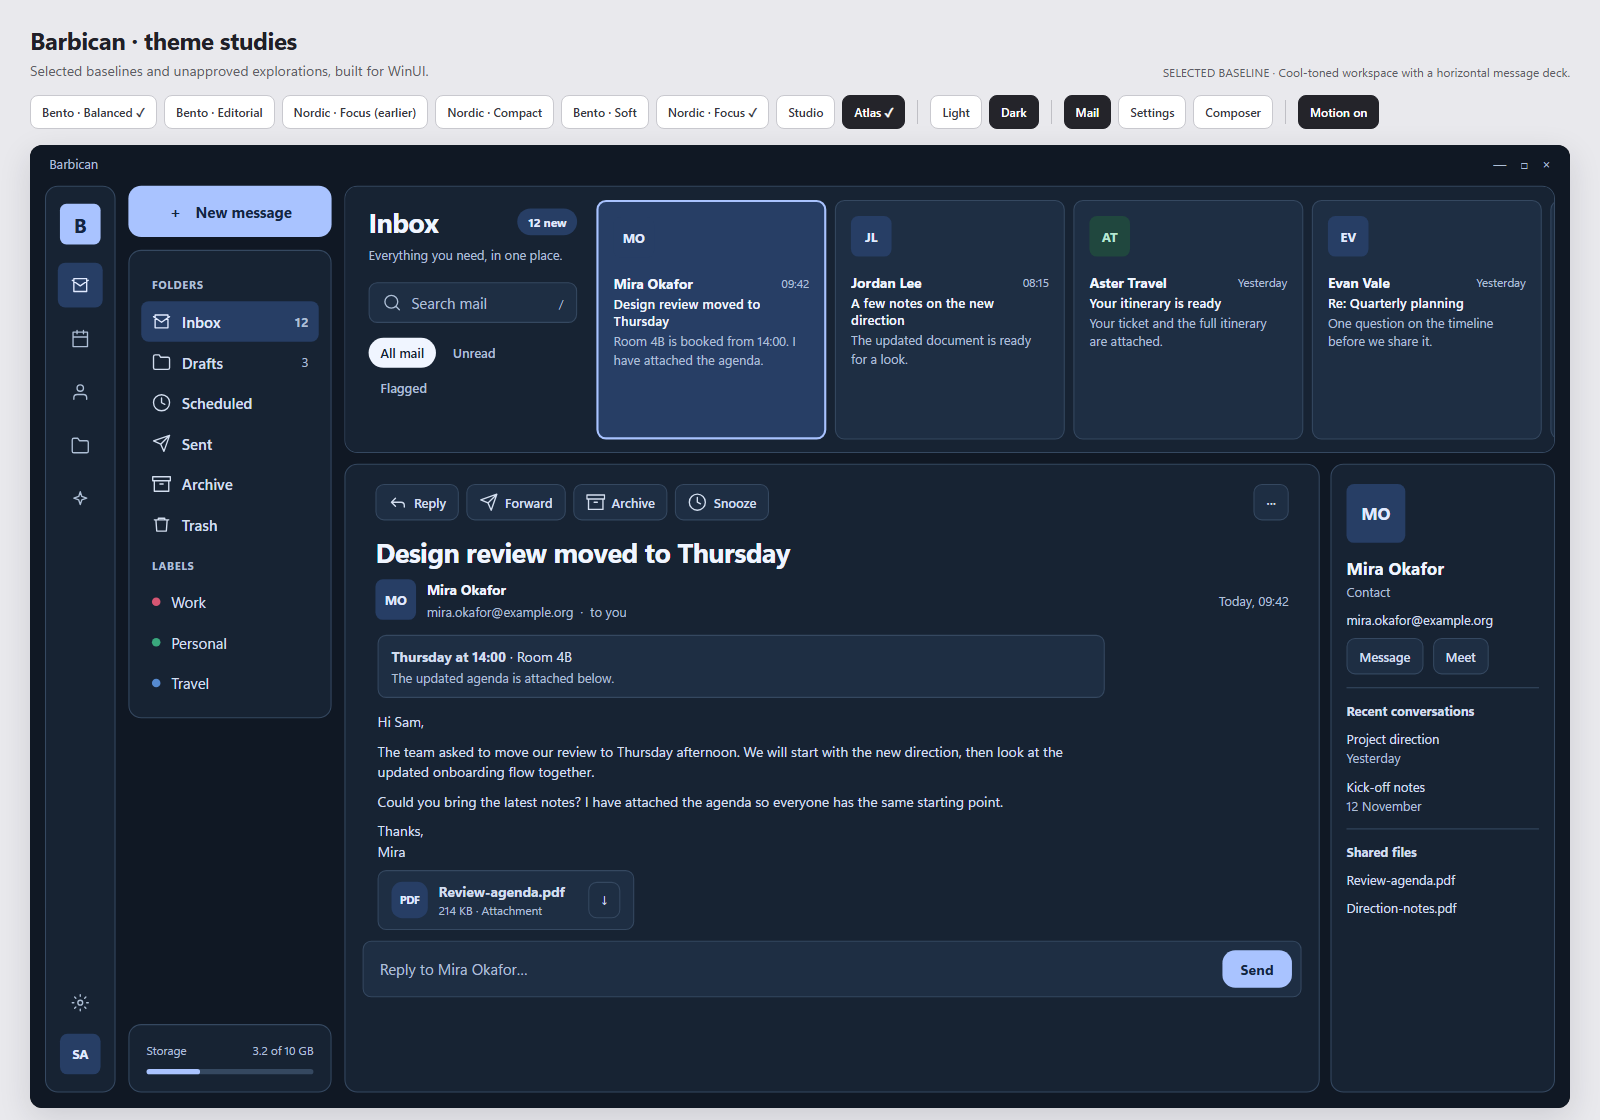 Barbican · theme studies
Selected baselines and unapproved explorations, built for WinUI.
SELECTED BASELINE · Cool-toned workspace with a horizontal message deck.
Bento · Balanced ✓
Bento · Editorial
Nordic · Focus (earlier)
Nordic · Compact
Bento · Soft
Nordic · Focus ✓
Studio
Atlas ✓
Light
Dark
Mail
Settings
Composer
Motion on
Barbican
B
SA
+ New message
FOLDERS
Inbox 12
Drafts 3
Scheduled
Sent
Archive
Trash
LABELS
Work
Personal
Travel
Storage 3.2 of 10 GB
Inbox 12 new
Everything you need, in one place.
Search mail /
All mail Unread
Flagged
MO
Mira Okafor 09:42
Design review moved to
Thursday
Room 4B is booked from 14:00. I
have attached the agenda.
JL
Jordan Lee 08:15
A few notes on the new
direction
The updated document is ready
for a look.
AT
Aster Travel Yesterday
Your itinerary is ready
Your ticket and the full itinerary
are attached.
EV
Evan Vale Yesterday
Re: Quarterly planning
One question on the timeline
before we share it.
Reply
Forward
Archive
Snooze
...
Design review moved to Thursday
MO
Mira Okafor
mira.okafor@example.org · to you
Today, 09:42
Thursday at 14:00 · Room 4B
The updated agenda is attached below.
Hi Sam,
The team asked to move our review to Thursday afternoon. We will start with the new direction, then look at the
updated onboarding flow together.
Could you bring the latest notes? I have attached the agenda so everyone has the same starting point.
Thanks,
Mira
PDF
Review-agenda.pdf
214 KB · Attachment
↓
Reply to Mira Okafor...
Send
MO
Mira Okafor
Contact
mira.okafor@example.org
Message
Meet
Recent conversations
Project direction
Yesterday
Kick-off notes
12 November
Shared files
Review-agenda.pdf
Direction-notes.pdf